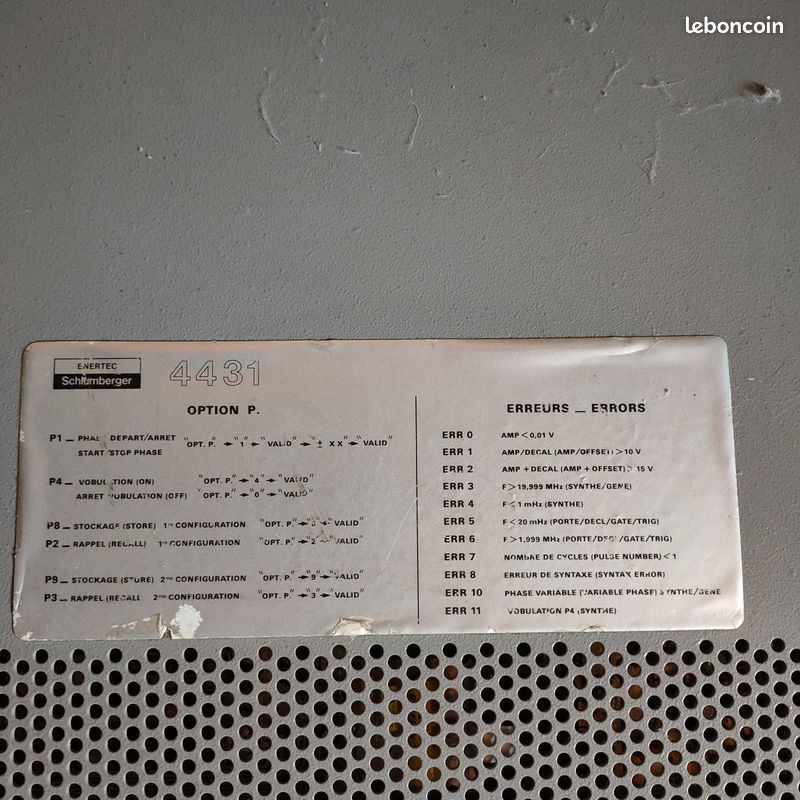 leboncoin
ENERTEC
Schlumberger
4431
OPTION P.
P1 — PHASE DEPART/ARRET "OPT. P." → "1" → "VALID" → "± XX" → "VALID"
START/STOP PHASE
P4 — VOBULATION (ON) "OPT. P." → "4" → "VALID"
ARRET VOBULATION (OFF) "OPT. P." → "0" → "VALID"
P8 — STOCKAGE (STORE) 1re CONFIGURATION "OPT. P." → "8" → "VALID"
P2 — RAPPEL (RECALL) 1re CONFIGURATION "OPT. P." → "2" → "VALID"
P9 — STOCKAGE (STORE) 2me CONFIGURATION "OPT. P." → "9" → "VALID"
P3 — RAPPEL (RECALL 2me CONFIGURATION "OPT. P." → "3" → "VALID"
ERREURS — ERRORS
ERR 0 AMP < 0,01 V
ERR 1 AMP/DECAL (AMP/OFFSET) > 10 V
ERR 2 AMP + DECAL (AMP + OFFSET) > 15 V
ERR 3 F > 19,999 MHz (SYNTHE/GENE)
ERR 4 F < 1 mHz (SYNTHE)
ERR 5 F < 20 mHz (PORTE/DECL/GATE/TRIG)
ERR 6 F > 1,999 MHz (PORTE/DECL/GATE/TRIG)
ERR 7 NOMBRE DE CYCLES (PULSE NUMBER) < 1
ERR 8 ERREUR DE SYNTAXE (SYNTAX ERROR)
ERR 10 PHASE VARIABLE (VARIABLE PHASE) SYNTHE/GENE
ERR 11 VOBULATION P4 (SYNTHE)